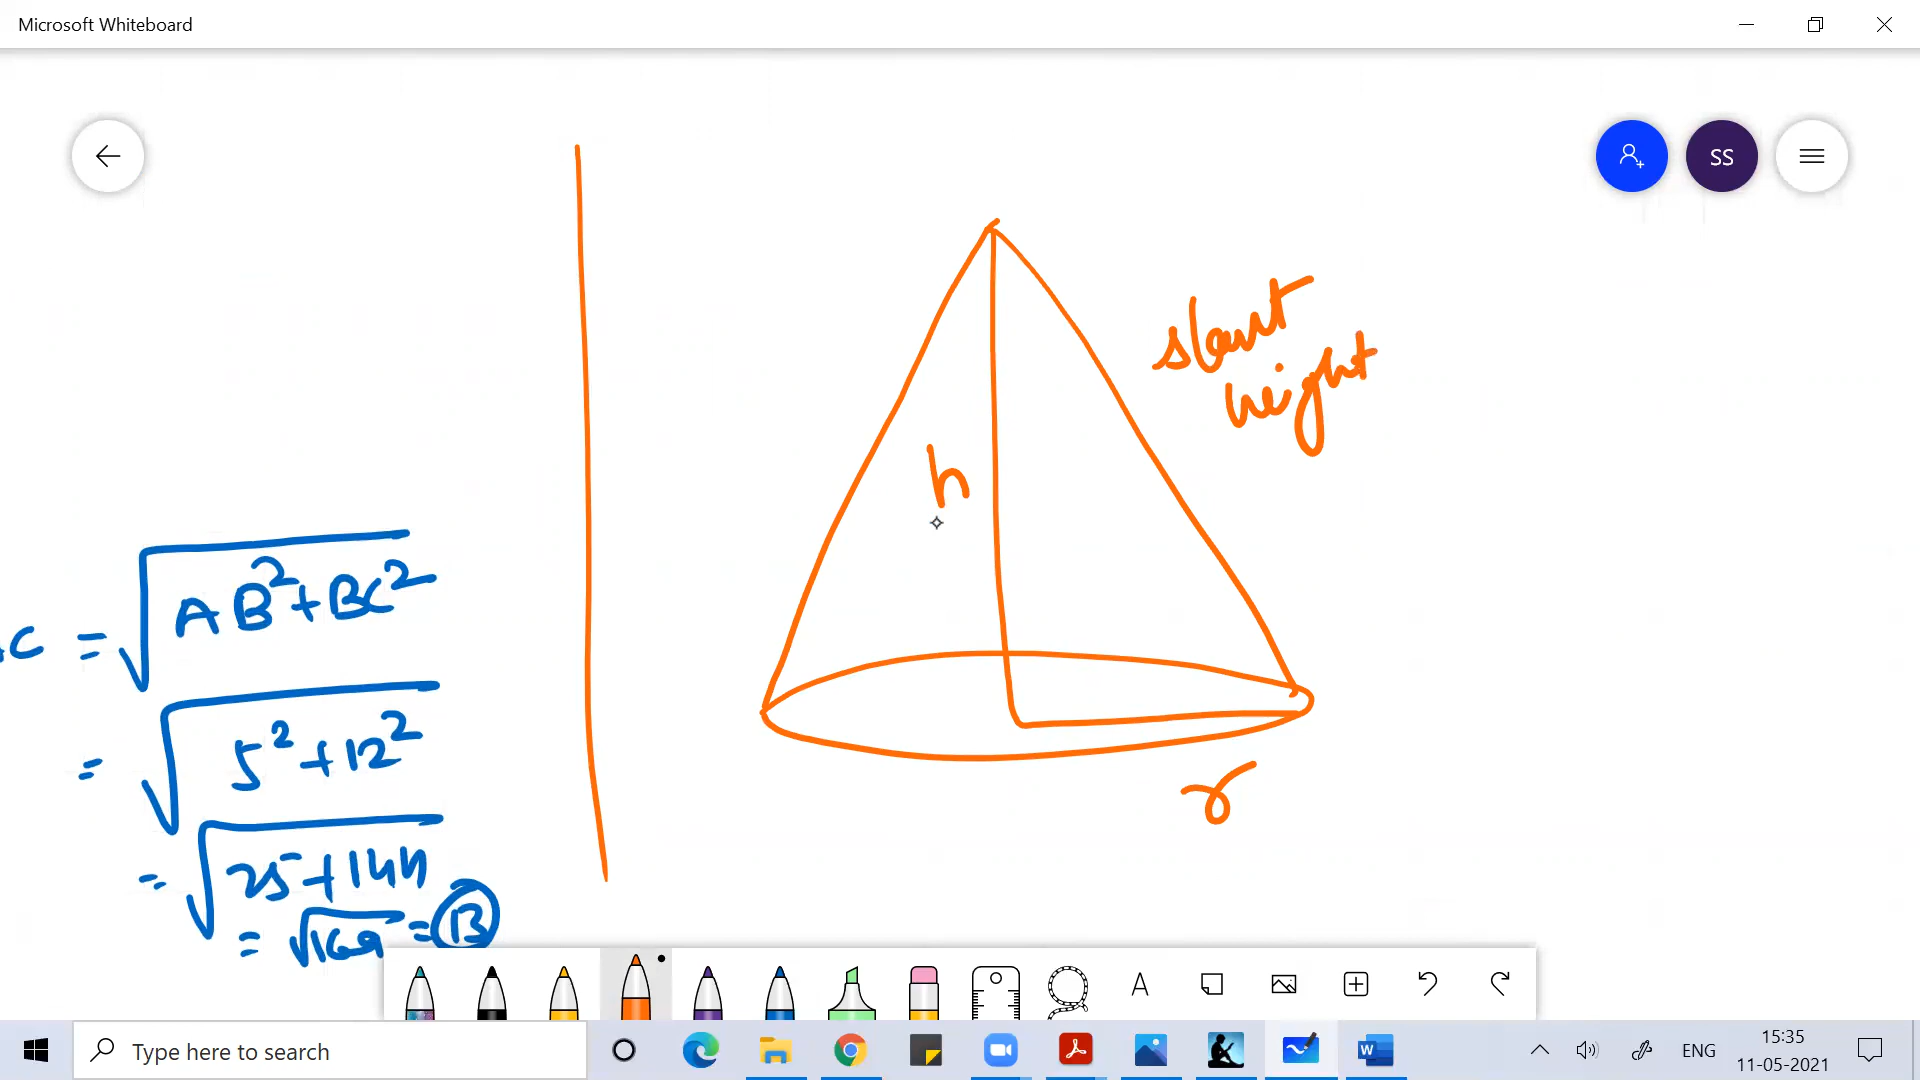 Microsoft Whiteboard
SS
slant
height
h
AC = √AB²+BC²
= √5²+12²
= √25+144
= √169 = 13
r
A
Type here to search
ENG
15:35
11-05-2021